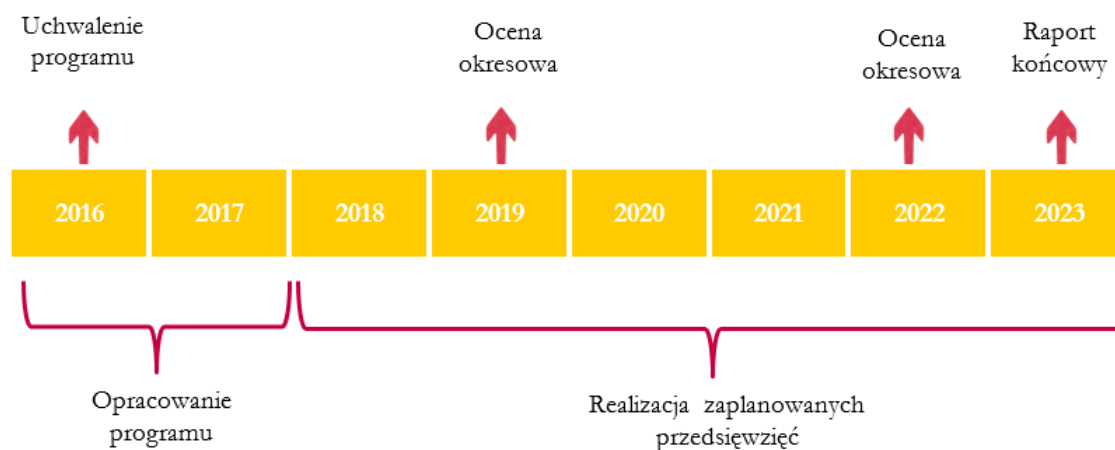 Uchwalenie
programu
Ocena
okresowa
Ocena
okresowa
Raport
końcowy
2016
2017
2018
2019
2020
2021
2022
2023
Opracowanie
programu
Realizacja zaplanowanych
przedsięwzięć